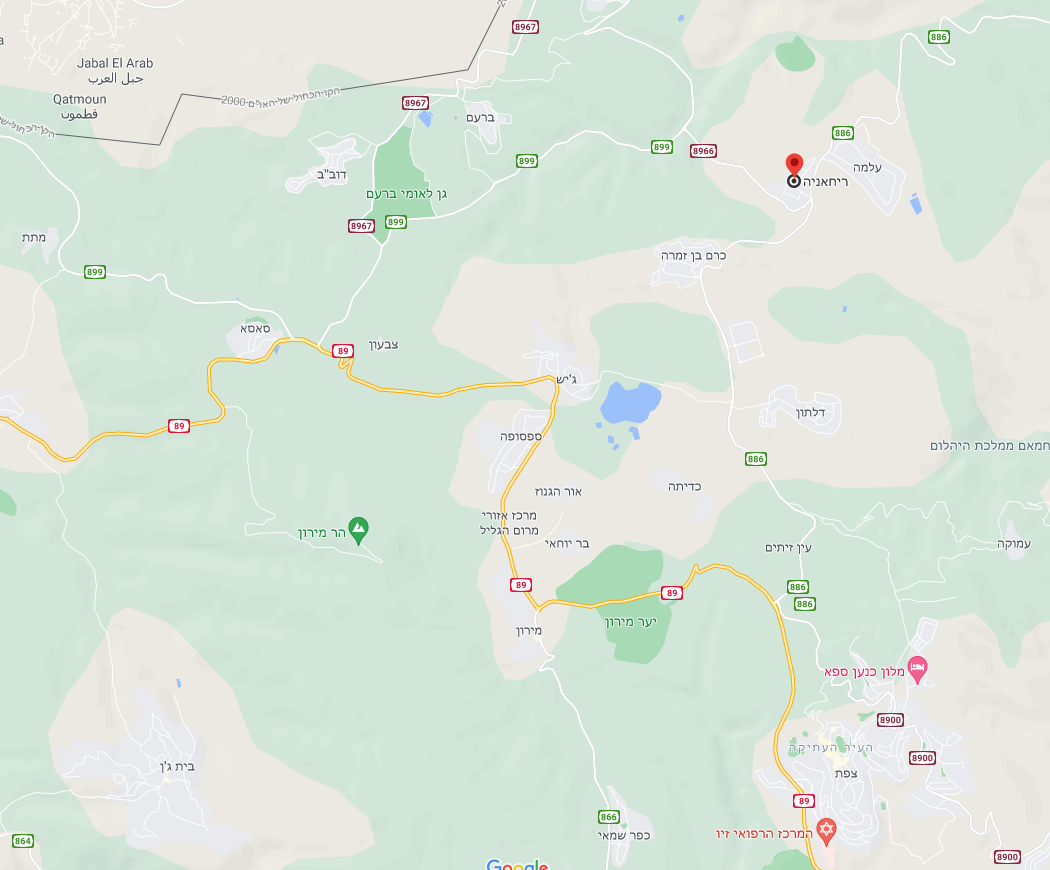 8967
886
Jabal El Arab
جبل العرب
Qatmoun
قطمون
הקו הכחול של האו"ם 2000
8967
ברעם
886
899
8966
899
עלמה
דוב"ב
ריחאניה
גן לאומי ברעם
8967
899
מתת
כרם בן זמרה
899
סאסא
צבעון
89
ג'יש
דלתון
89
ספסופה
חמאם ממלכת היהלום
886
כדיתה
אור הגנוז
מרכז אזורי
מרום הגליל
הר מירון
בר יוחאי
עין זיתים
עמוקה
89
89
886
886
יער מירון
מירון
מלון כנען ספא
8900
העיר העתיקה
8900
בית ג'ן
צפת
89
866
המרכז הרפואי זיו
כפר שמאי
864
8900
Google